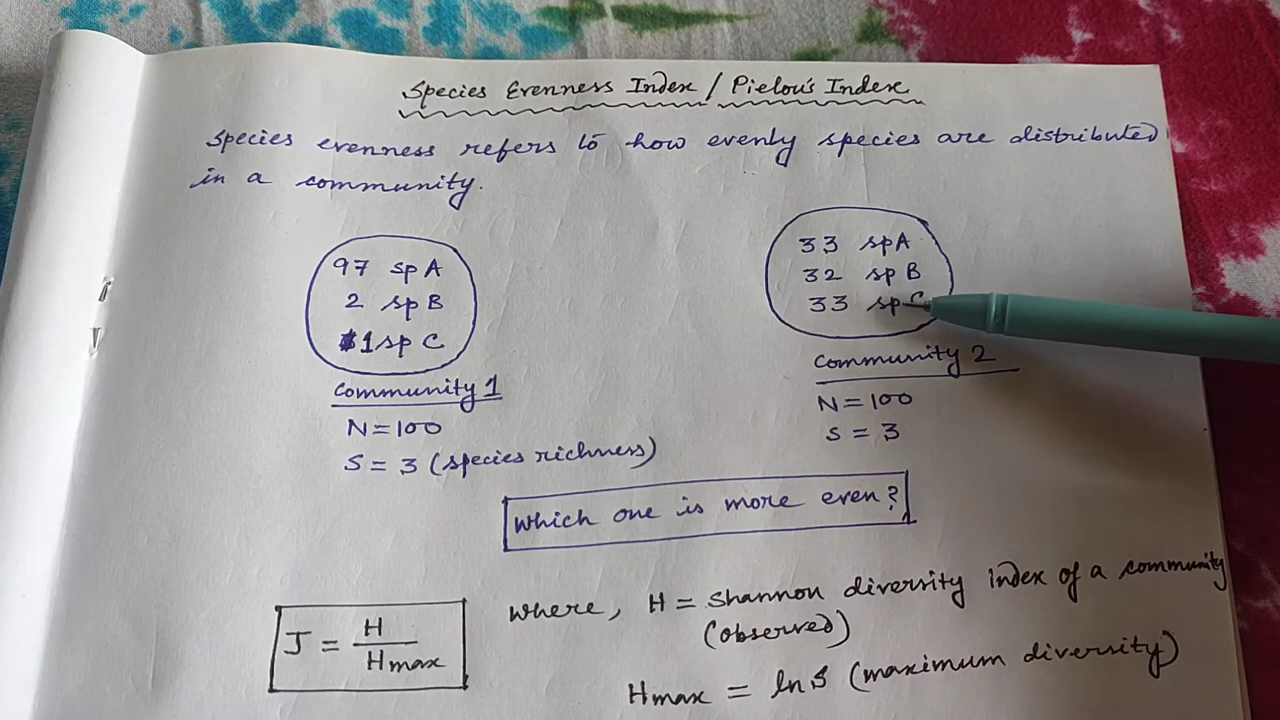 Species Evenness Index / Pielou's Index
Species evenness refers to how evenly species are distributed
in a community.
97 sp A
2 sp B
1 sp C
Community 1
N = 100
S = 3 (species richness)
33 sp A
32 sp B
33 sp C
Community 2
N = 100
S = 3
Which one is more even?
J = H / Hmax
where, H = Shannon diversity index of a community
(observed)
Hmax = ln S (maximum diversity)